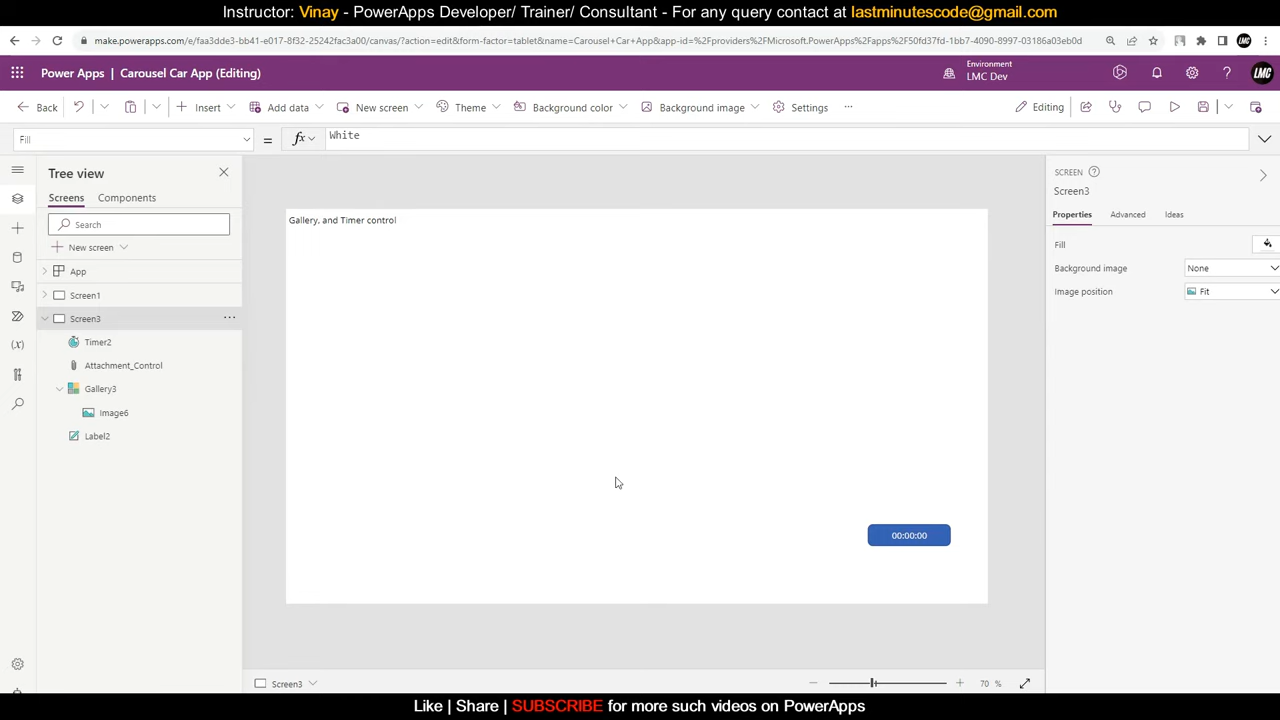 Instructor: Vinay - PowerApps Developer/ Trainer/ Consultant - For any query contact at lastminutescode@gmail.com
make.powerapps.com/e/faa3dde3-bb41-e017-8f32-25242fac3a00/canvas/?action=edit&form-factor=tablet&name=Carousel+Car+App&app-id=%2Fproviders%2FMicrosoft.PowerApps%2Fapps%2F50fd37fd-1bb7-4090-8997-03186a03eb0d
LMC
Power Apps | Carousel Car App (Editing)
Environment
LMC Dev
LMC
Back
Insert
Add data
New screen
Theme
Background color
Background image
Settings
Editing
Fill
=
fx
White
Tree view
Screens
Components
Search
New screen
App
Screen1
Screen3
Timer2
Attachment_Control
Gallery3
Image6
Label2
Gallery, and Timer control
00:00:00
SCREEN
Screen3
Properties
Advanced
Ideas
Fill
Background image
None
Image position
Fit
Screen3
70 %
Like | Share | SUBSCRIBE for more such videos on PowerApps